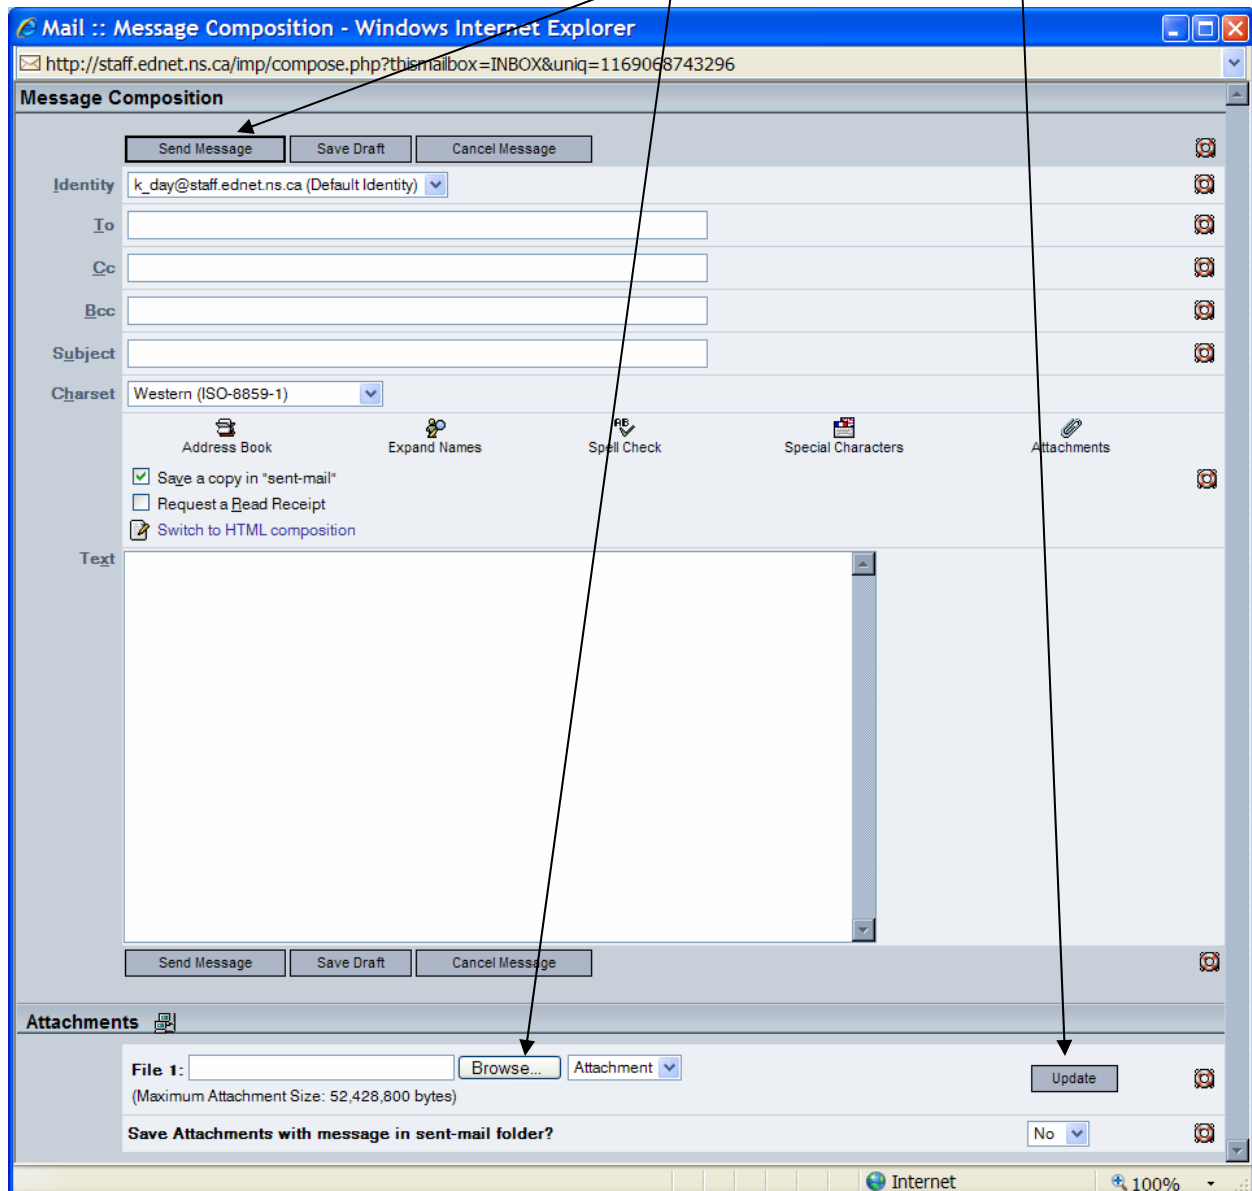 Mail :: Message Composition - Windows Internet Explorer
http://staff.ednet.ns.ca/imp/compose.php?thismailbox=INBOX&uniq=1169068743296
Message Composition
Send Message Save Draft Cancel Message
Identity k_day@staff.ednet.ns.ca (Default Identity)
To
Cc
Bcc
Subject
Charset Western (ISO-8859-1)
Address Book Expand Names Spell Check Special Characters Attachments
Save a copy in "sent-mail"
Request a Read Receipt
Switch to HTML composition
Text
Send Message Save Draft Cancel Message
Attachments
File 1: Browse... Attachment Update
(Maximum Attachment Size: 52,428,800 bytes)
Save Attachments with message in sent-mail folder? No
Internet 100%